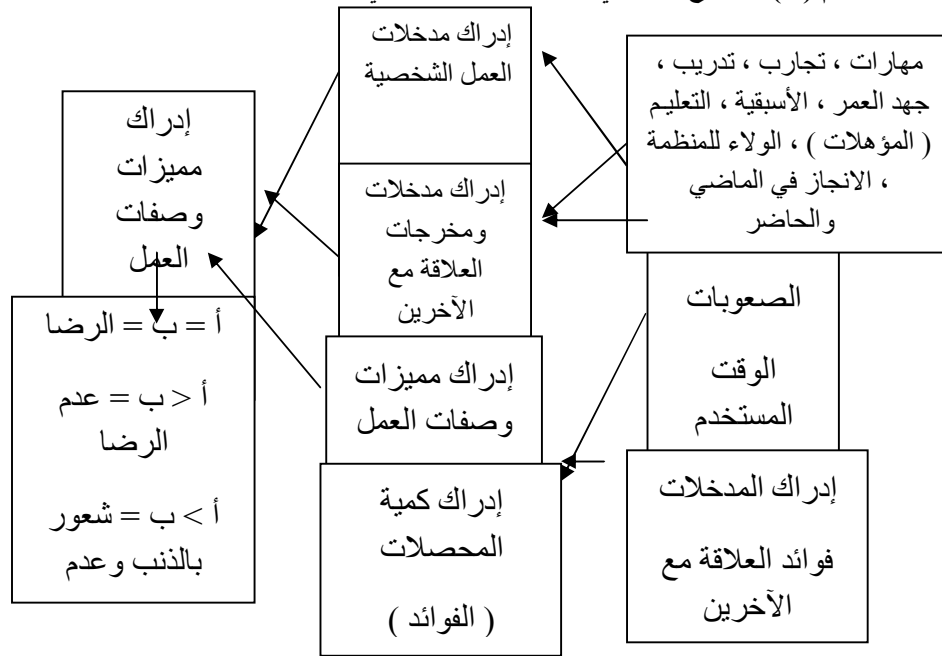 مهارات ، تجارب ، تدريب ،
جهد العمر ، الأسبقية ، التعليم
( المؤهلات ) ، الولاء للمنظمة
، الانجاز في الماضي
والحاضر
الصعوبات
الوقت
المستخدم
إدراك المدخلات
فوائد العلاقة مع
الآخرين
إدراك مدخلات
العمل الشخصية
إدراك مدخلات
ومخرجات
العلاقة مع
الآخرين
إدراك مميزات
وصفات العمل
إدراك كمية
المحصلات
( الفوائد )
إدراك
مميزات
وصفات
العمل
أ = ب = الرضا
أ < ب = عدم
الرضا
أ > ب = شعور
بالذنب وعدم